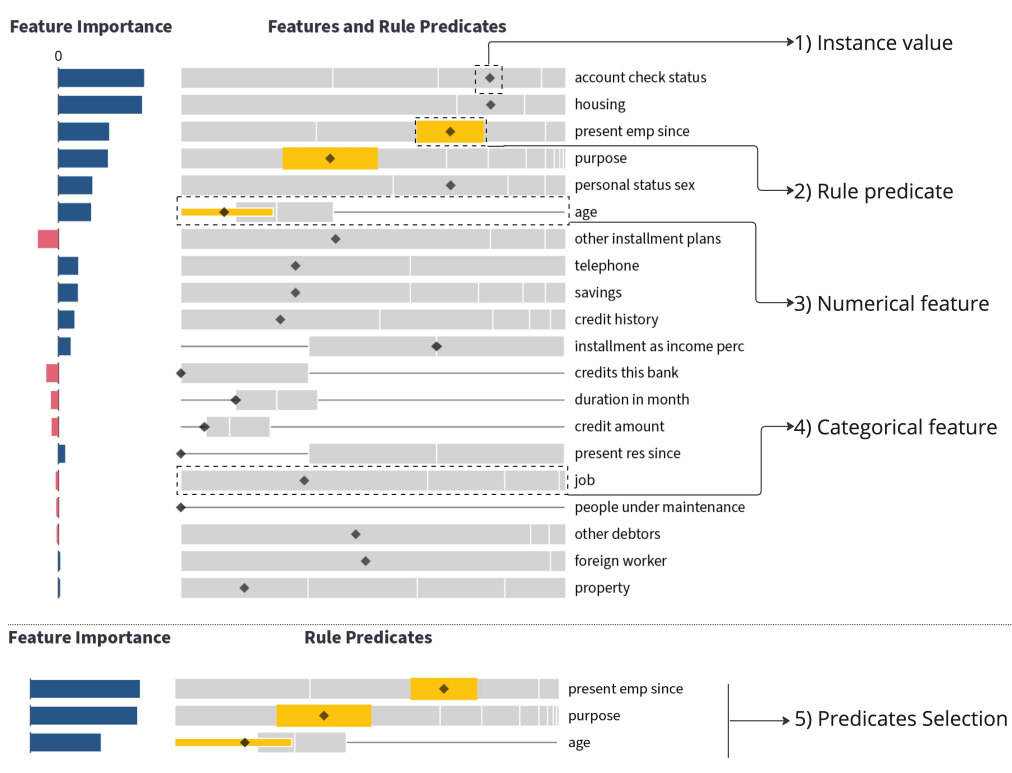 Feature Importance
Features and Rule Predicates
1) Instance value
0
account check status
housing
present emp since
purpose
2) Rule predicate
personal status sex
age
other installment plans
telephone
savings
3) Numerical feature
credit history
installment as income perc
credits this bank
duration in month
credit amount
4) Categorical feature
present res since
job
people under maintenance
other debtors
foreign worker
property
Feature Importance
Rule Predicates
present emp since
purpose
5) Predicates Selection
age